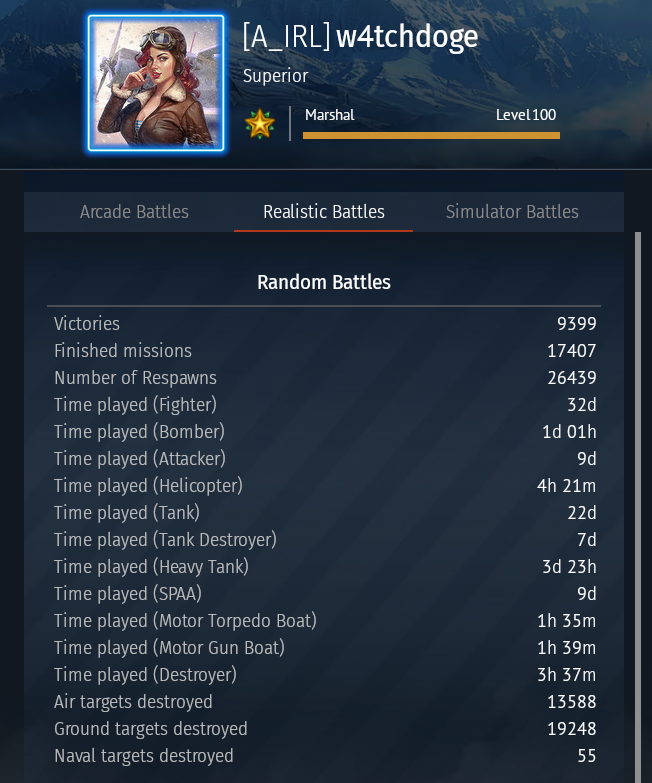 [A_IRL] w4tchdoge
Superior
Marshal Level 100
Arcade Battles Realistic Battles Simulator Battles
Random Battles
Victories 9399
Finished missions 17407
Number of Respawns 26439
Time played (Fighter) 32d
Time played (Bomber) 1d 01h
Time played (Attacker) 9d
Time played (Helicopter) 4h 21m
Time played (Tank) 22d
Time played (Tank Destroyer) 7d
Time played (Heavy Tank) 3d 23h
Time played (SPAA) 9d
Time played (Motor Torpedo Boat) 1h 35m
Time played (Motor Gun Boat) 1h 39m
Time played (Destroyer) 3h 37m
Air targets destroyed 13588
Ground targets destroyed 19248
Naval targets destroyed 55